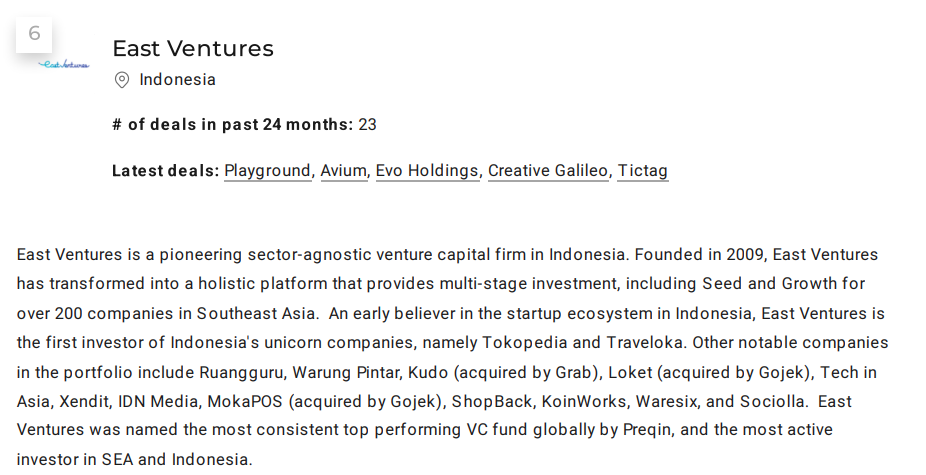 6
East Ventures
East Ventures
Indonesia
# of deals in past 24 months: 23
Latest deals: Playground, Avium, Evo Holdings, Creative Galileo, Tictag
East Ventures is a pioneering sector-agnostic venture capital firm in Indonesia. Founded in 2009, East Ventures
has transformed into a holistic platform that provides multi-stage investment, including Seed and Growth for
over 200 companies in Southeast Asia.  An early believer in the startup ecosystem in Indonesia, East Ventures is
the first investor of Indonesia's unicorn companies, namely Tokopedia and Traveloka. Other notable companies
in the portfolio include Ruangguru, Warung Pintar, Kudo (acquired by Grab), Loket (acquired by Gojek), Tech in
Asia, Xendit, IDN Media, MokaPOS (acquired by Gojek), ShopBack, KoinWorks, Waresix, and Sociolla.  East
Ventures was named the most consistent top performing VC fund globally by Preqin, and the most active
investor in SEA and Indonesia.